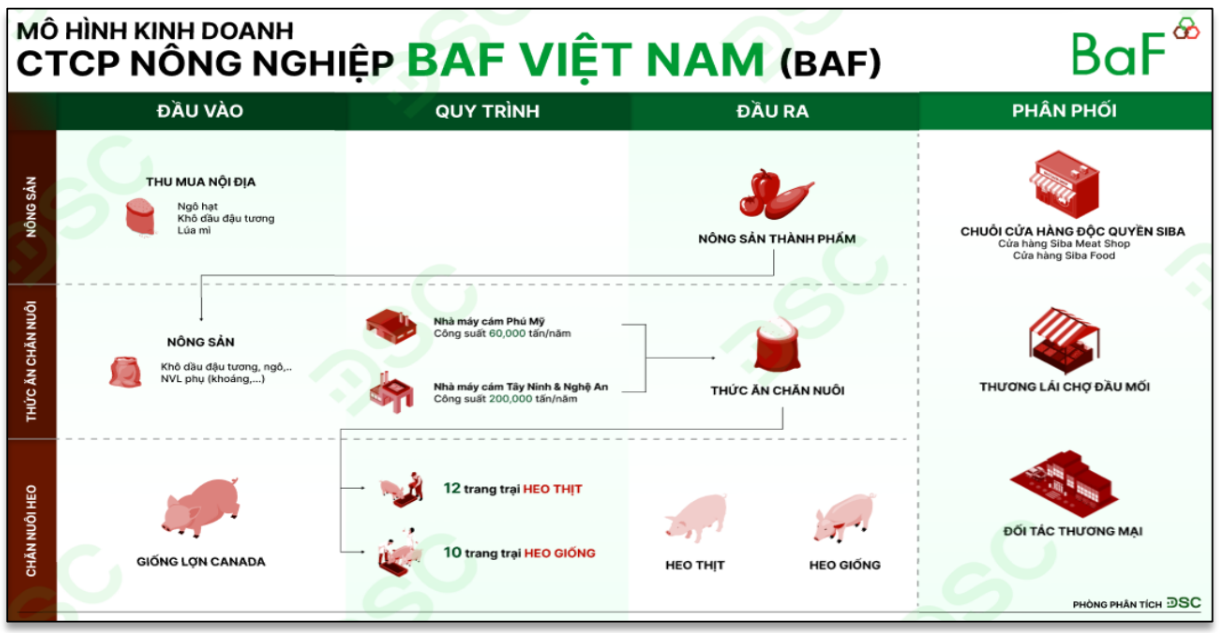 MÔ HÌNH KINH DOANH
CTCP NÔNG NGHIỆP BAF VIỆT NAM (BAF)
BaF
ĐẦU VÀO
QUY TRÌNH
ĐẦU RA
PHÂN PHỐI
NÔNG SẢN
THU MUA NỘI ĐỊA
Ngô hạt
Khô dầu đậu tương
Lúa mì
NÔNG SẢN THÀNH PHẨM
CHUỖI CỬA HÀNG ĐỘC QUYỀN SIBA
Cửa hàng Siba Meat Shop
Cửa hàng Siba Food
THỨC ĂN CHĂN NUÔI
NÔNG SẢN
Khô dầu đậu tương, ngô,..
NVL phụ (khoáng,...)
Nhà máy cám Phú Mỹ
Công suất 60,000 tấn/năm
Nhà máy cám Tây Ninh & Nghệ An
Công suất 200,000 tấn/năm
THỨC ĂN CHĂN NUÔI
THƯƠNG LÁI CHỢ ĐẦU MỐI
CHĂN NUÔI HEO
GIỐNG LỢN CANADA
12 trang trại HEO THỊT
10 trang trại HEO GIỐNG
HEO THỊT
HEO GIỐNG
ĐỐI TÁC THƯƠNG MẠI
PHÒNG PHÂN TÍCH DSC